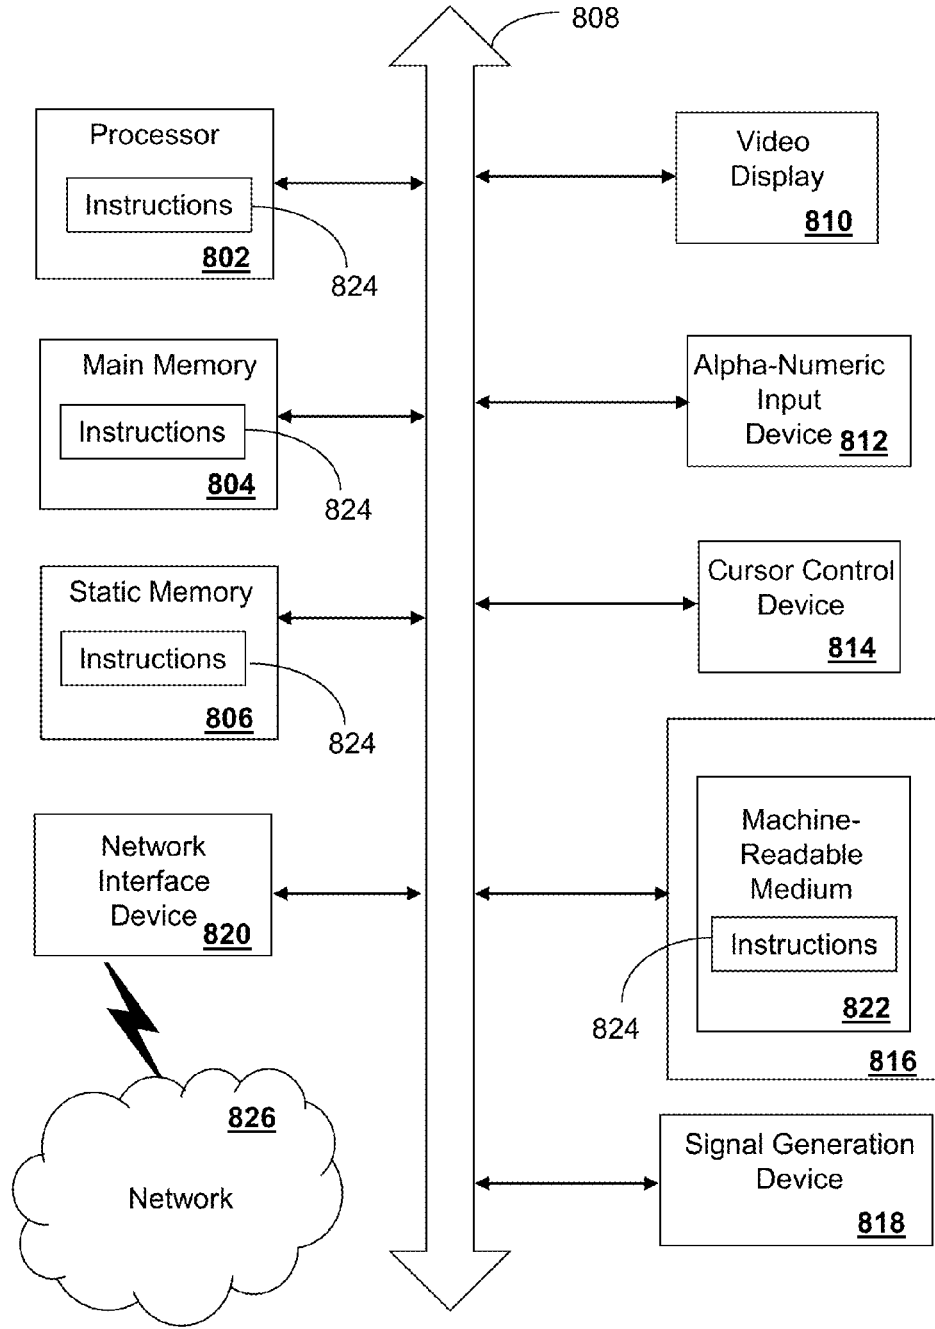 808
Processor
Instructions
802
824
Main Memory
Instructions
804
824
Static Memory
Instructions
806
824
Network
Interface
Device
820
826
Network
Video
Display
810
Alpha-Numeric
Input
Device
812
Cursor Control
Device
814
Machine-
Readable
Medium
Instructions
822
824
816
Signal Generation
Device
818